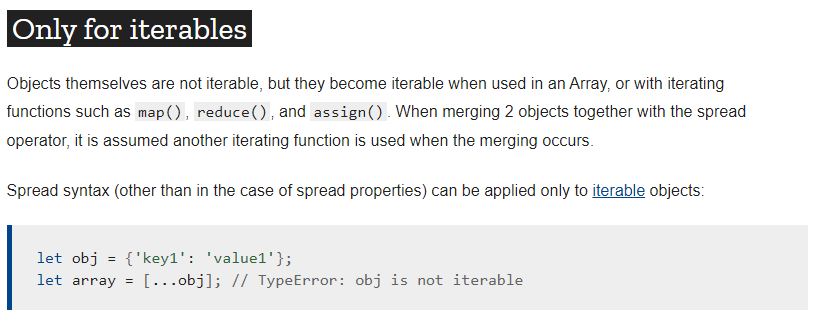 Only for iterables
Objects themselves are not iterable, but they become iterable when used in an Array, or with iterating
functions such as map(), reduce(), and assign(). When merging 2 objects together with the spread
operator, it is assumed another iterating function is used when the merging occurs.
Spread syntax (other than in the case of spread properties) can be applied only to iterable objects:
let obj = {'key1': 'value1'};
let array = [...obj]; // TypeError: obj is not iterable